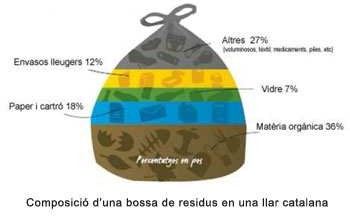 Altres 27%
(voluminosos, tèxtil, medicaments, piles, etc)
Envasos lleugers 12%
Vidre 7%
Paper i cartró 18%
Matèria orgànica 36%
Percentatges en pes
Composició d'una bossa de residus en una llar catalana